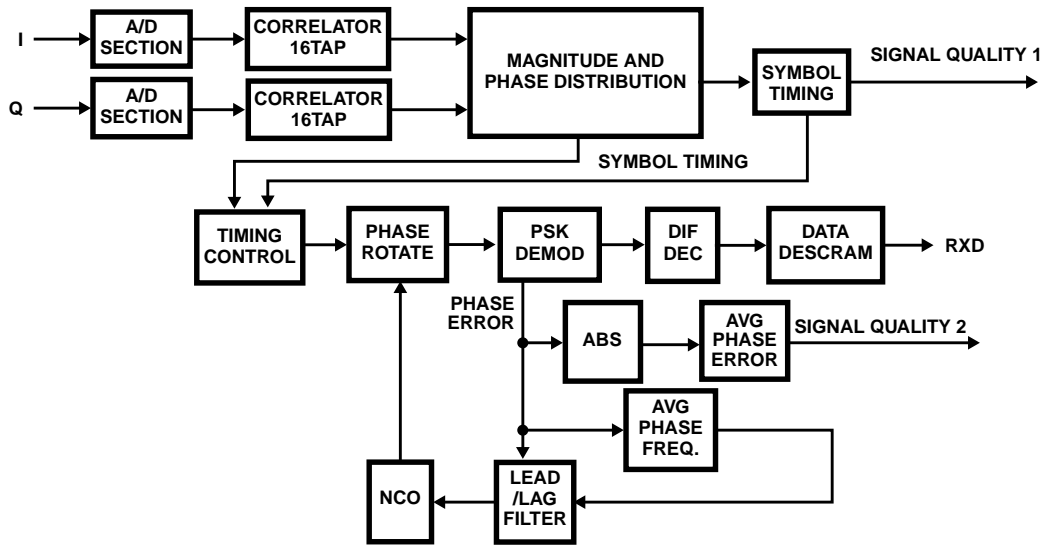 I
A/D
SECTION
CORRELATOR
16TAP
MAGNITUDE AND
PHASE DISTRIBUTION
SYMBOL
TIMING
SIGNAL QUALITY 1
Q
A/D
SECTION
CORRELATOR
16TAP
SYMBOL TIMING
TIMING
CONTROL
PHASE
ROTATE
PSK
DEMOD
DIF
DEC
DATA
DESCRAM
RXD
PHASE
ERROR
ABS
AVG
PHASE
ERROR
SIGNAL QUALITY 2
AVG
PHASE
FREQ.
NCO
LEAD
/LAG
FILTER